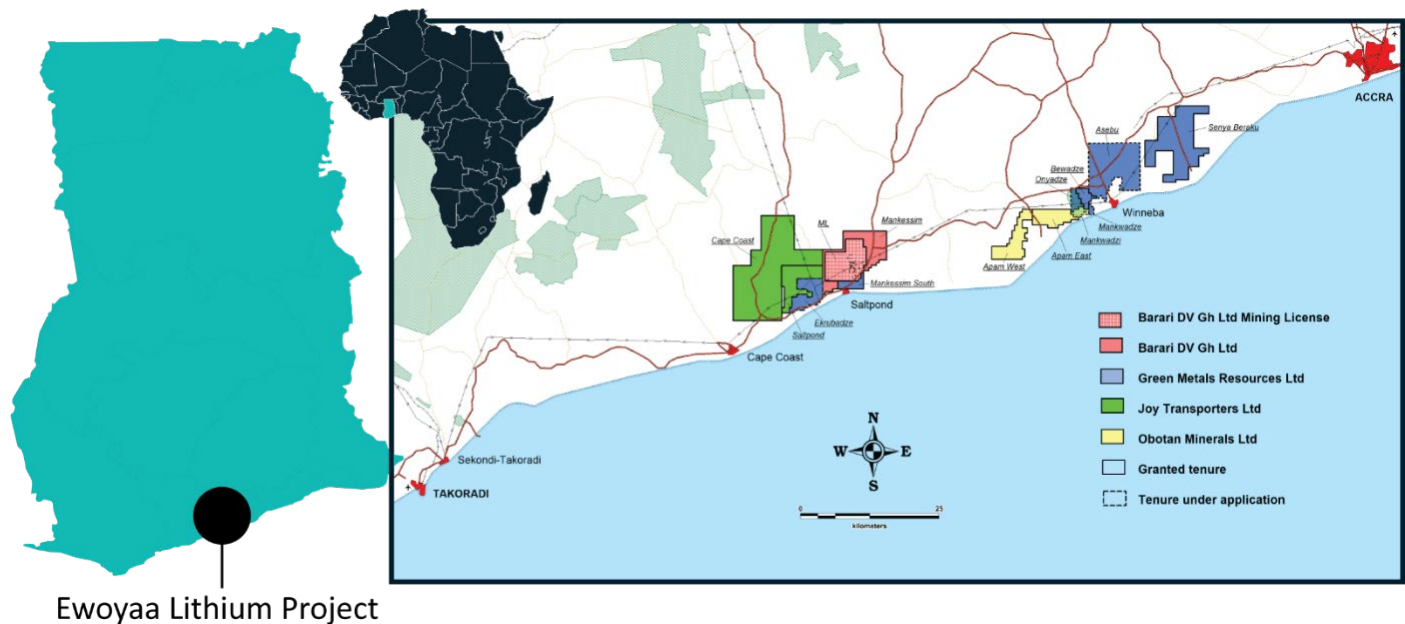 ACCRA
Senya Beraku
Asebu
Bewadze
Onyadze
Winneba
Mankwadze
Mankwadzi
Apam East
Apam West
ML
Mankessim
Cape Coast
Mankessim South
Saltpond
Ekrubadze
Saltpond
Cape Coast
Sekondi-Takoradi
TAKORADI
N
W E
S
0 25
kilometers
Barari DV Gh Ltd Mining License
Barari DV Gh Ltd
Green Metals Resources Ltd
Joy Transporters Ltd
Obotan Minerals Ltd
Granted tenure
Tenure under application
Ewoyaa Lithium Project